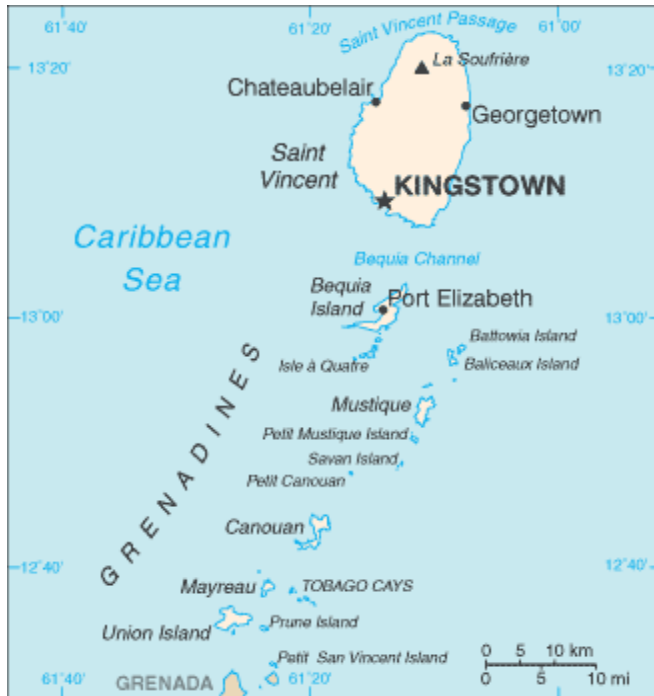 61°40'
61°20'
61°00'
Saint Vincent Passage
13°20'
La Soufrière
13°20'
Chateaubelair
Georgetown
Saint
Vincent
KINGSTOWN
Caribbean
Sea
Bequia Channel
Bequia
Island
Port Elizabeth
13°00'
13°00'
Battowia Island
Isle à Quatre
Baliceaux Island
GRENADINES
Mustique
Petit Mustique Island
Savan Island
Petit Canouan
Canouan
12°40'
12°40'
Mayreau
TOBAGO CAYS
Union Island
Prune Island
Petit San Vincent Island
GRENADA
0 5 10 km
0 5 10 mi
61°40'
61°20'